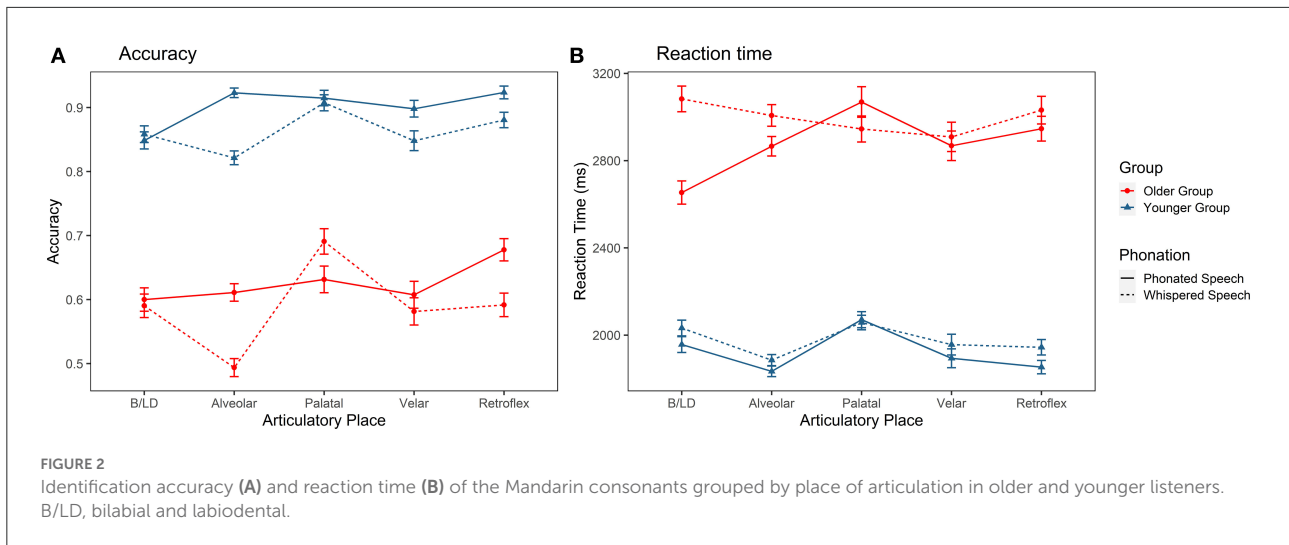 A Accuracy
0.9
0.8
0.7
0.6
0.5
Accuracy
B/LD Alveolar Palatal Velar Retroflex
Articulatory Place
B Reaction time
3200
2800
2400
2000
Reaction Time (ms)
B/LD Alveolar Palatal Velar Retroflex
Articulatory Place
Group
Older Group
Younger Group
Phonation
Phonated Speech
Whispered Speech
FIGURE 2
Identification accuracy (A) and reaction time (B) of the Mandarin consonants grouped by place of articulation in older and younger listeners.
B/LD, bilabial and labiodental.